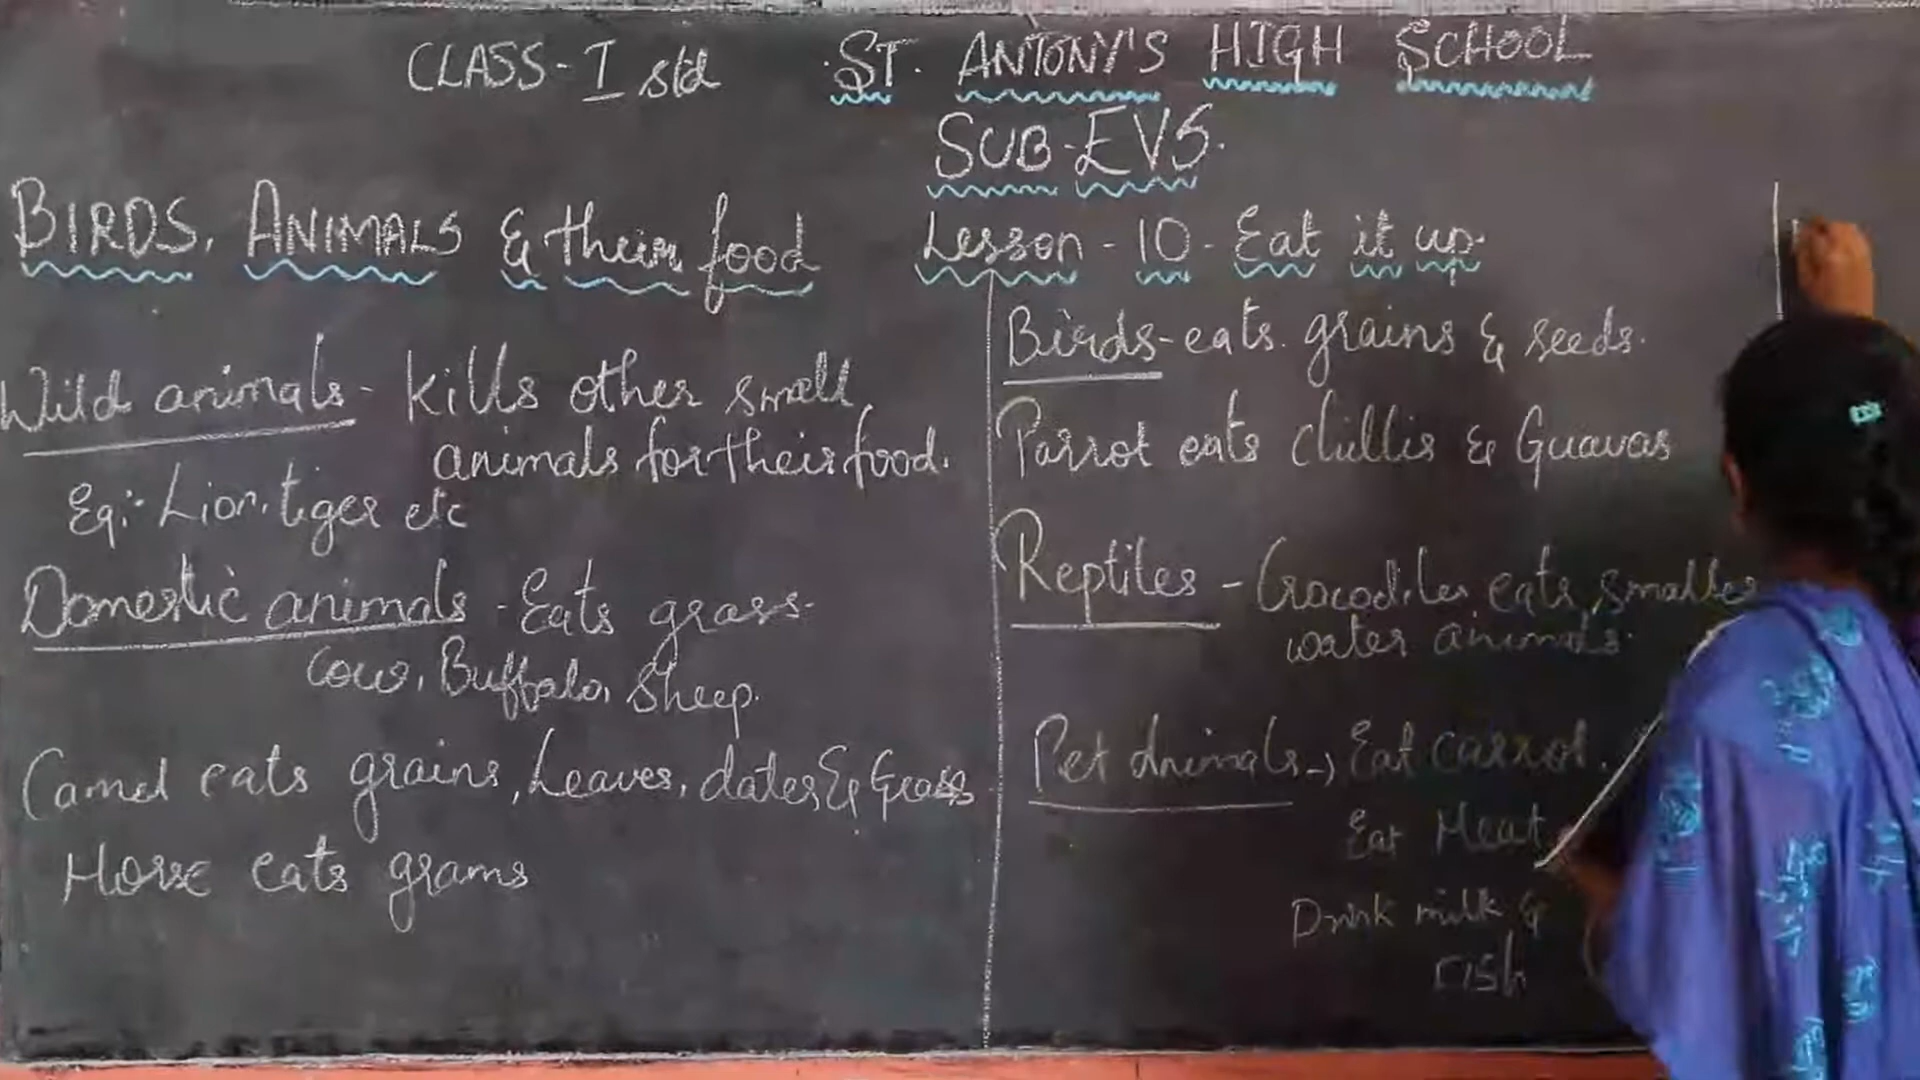 CLASS - I std
ST. ANTONY'S HIGH SCHOOL
SUB - EVS.
BIRDS, ANIMALS & their food
Lesson - 10 - Eat it up.
Wild animals - kills other small
animals for their food.
Eg:- Lion, tiger etc
Domestic animals - Eats grass.
Cow, Buffalo, Sheep.
Camel eats grains, Leaves, dates & Grass
Horse eats grams
Birds - eats grains & seeds.
Parrot eats chillis & Guavas
Reptiles - Crocodiles eats smaller
water animals.
Pet Animals → Eat carrot.
Eat Meat
Drink milk &
Fish